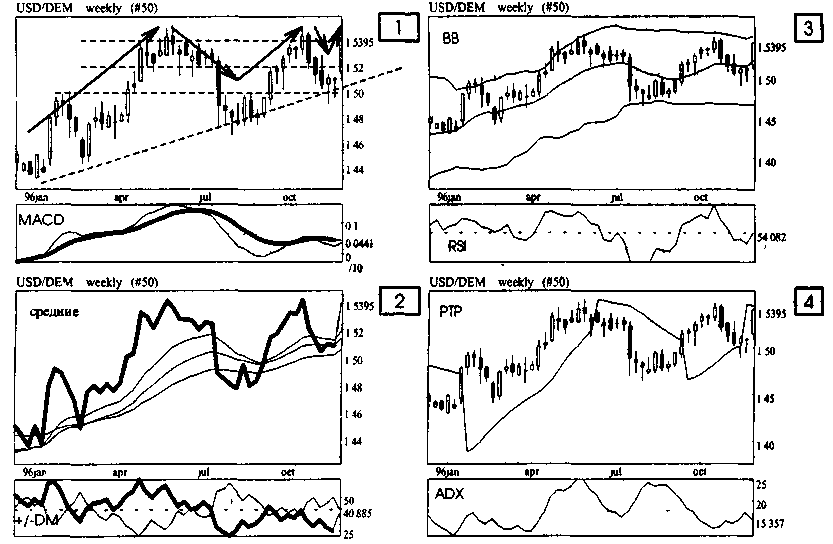 USD/DEM weekly (#50)
1
1 5395
1 52
1 50
1 46
1 44
96jan apr jul oct
MACD
0 1
0 0441
0
/10
USD/DEM weekly (#50)
3
BB
1 5395
1 50
1 45
1 40
96jan apr jul oct
RSI
54 082
USD/DEM weekly (#50)
2
средние
1 5395
1 52
1 50
1 48
1 46
1 44
96jan apr jul oct
+/-DM
50
40 885
25
USD/DEM weekly (#50)
4
PTP
1 5395
1 50
1 45
1 40
96jan apr jul oct
ADX
25
20
15 357